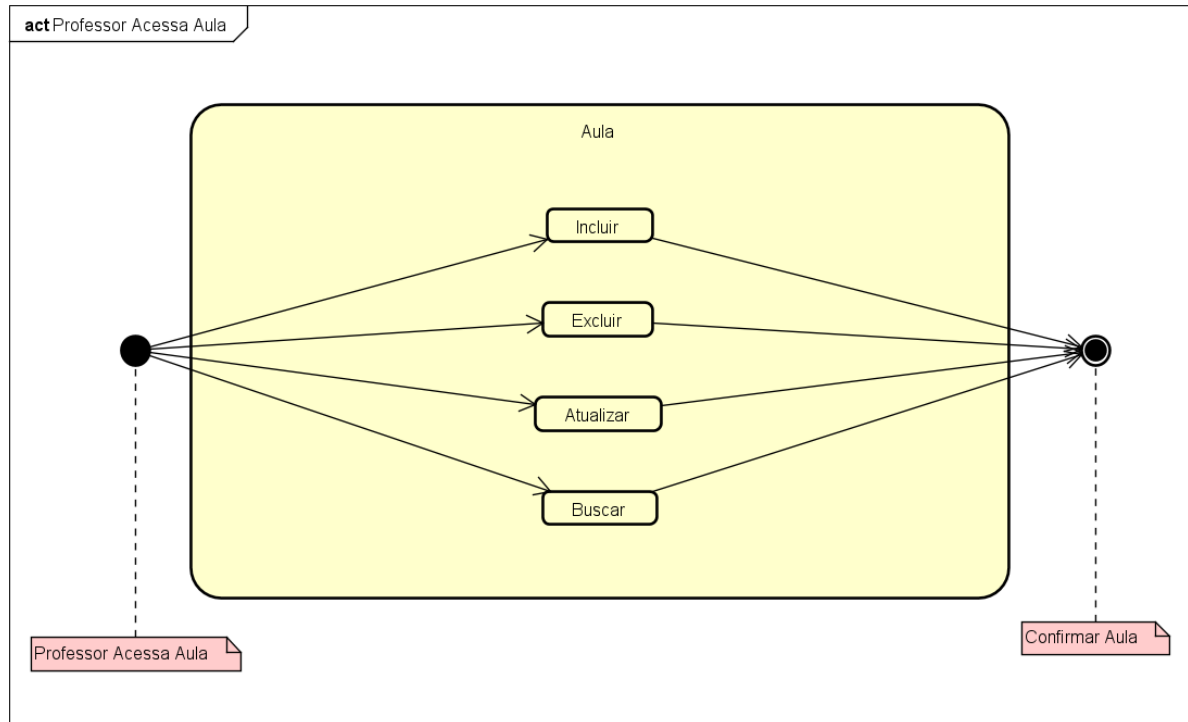 act Professor Acessa Aula
Aula
Incluir
Excluir
Atualizar
Buscar
Professor Acessa Aula
Confirmar Aula